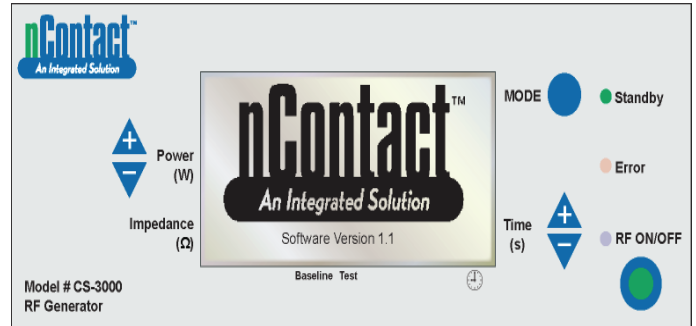 nContact™
An Integrated Solution
Power
(W)
Impedance
(Ω)
Model # CS-3000
RF Generator
nContact™
An Integrated Solution
Software Version 1.1
Baseline Test
MODE
Time
(s)
Standby
Error
RF ON/OFF